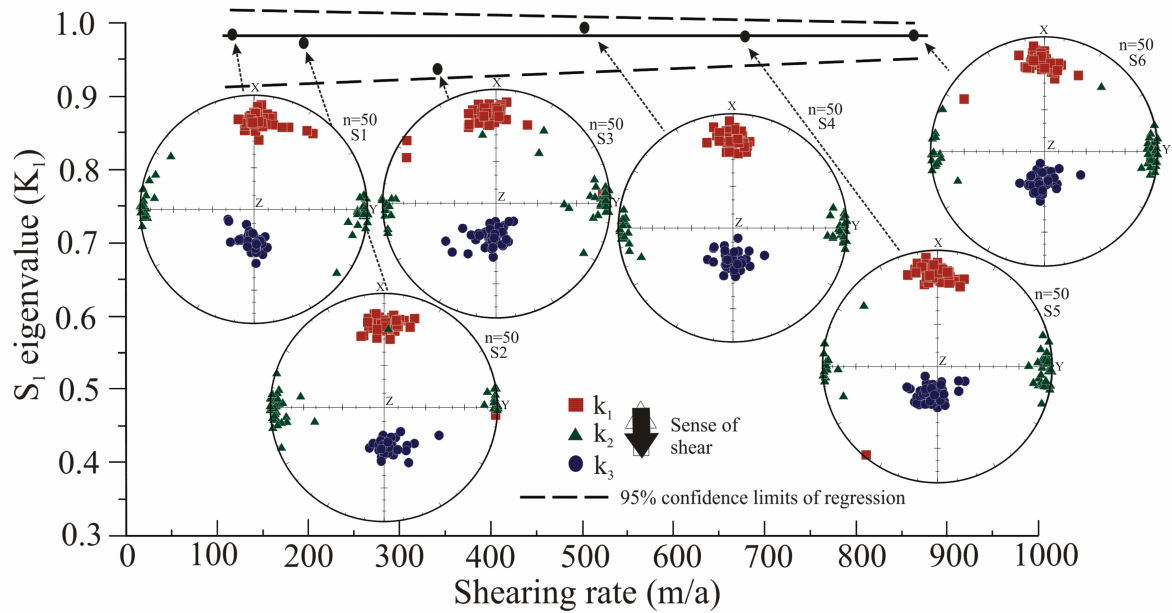 S₁ eigenvalue (K₁)
1.0
0.9
0.8
0.7
0.6
0.5
0.4
0.3
0
100
200
300
400
500
600
700
800
900
1000
Shearing rate (m/a)
X
Z
Y
n=50
S1
X
Z
Y
n=50
S2
X
Z
Y
n=50
S3
X
Z
Y
n=50
S4
X
Z
Y
n=50
S5
X
Z
Y
n=50
S6
k₁
k₂
k₃
Sense of
shear
95% confidence limits of regression